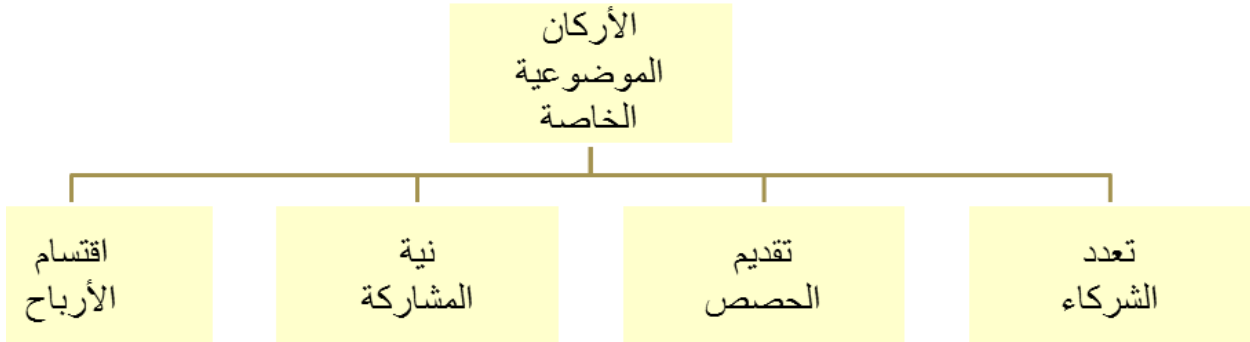 الأركان
الموضوعية
الخاصة
تعدد
الشركاء
تقديم
الحصص
نية
المشاركة
اقتسام
الأرباح